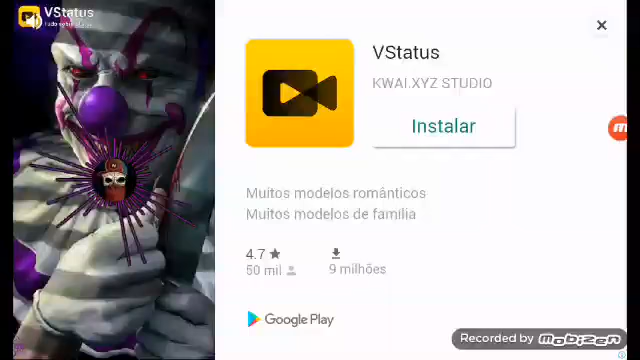 VStatus
VStatus
KWAI.XYZ STUDIO
Instalar
Muitos modelos românticos
Muitos modelos de família
4.7
50 mil
9 milhões
Google Play
Recorded by MOBIZEN